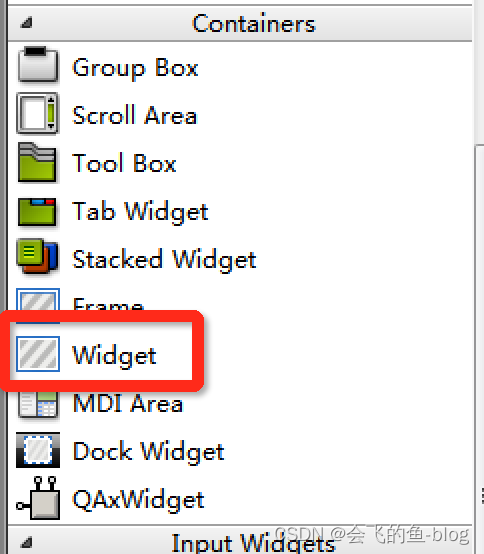 Containers
Group Box
Scroll Area
Tool Box
Tab Widget
Stacked Widget
Frame
Widget
MDI Area
Dock Widget
QAxWidget
CSDN @会飞的鱼-blog
Input Widgets